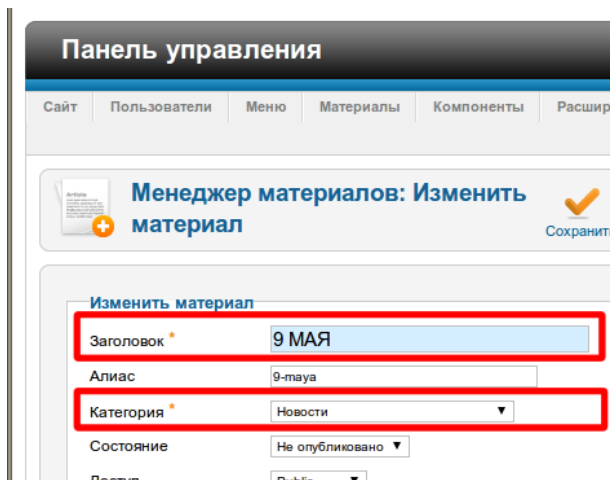 Панель управления
Сайт Пользователи Меню Материалы Компоненты Расшир
Менеджер материалов: Изменить
материал
Сохранить
Изменить материал
Заголовок * 9 МАЯ
Алиас 9-maya
Категория * Новости
Состояние Не опубликовано